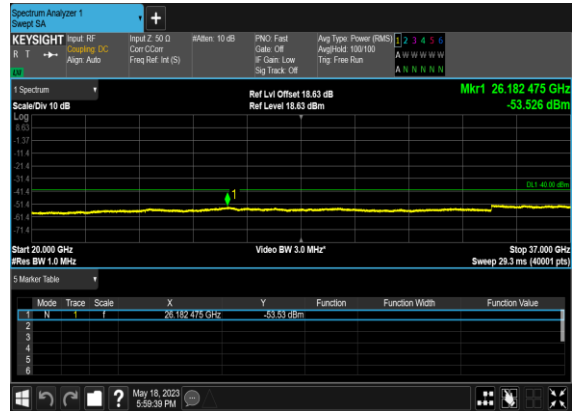 Spectrum Analyzer 1
Swept SA
+
KEYSIGHT Input: RF Input Z: 50 Ω #Atten: 10 dB PNO: Fast Avg Type: Power (RMS) 1 2 3 4 5 6
R T Coupling: DC Corr CCorr Gate: Off Avg|Hold: 100/100 A W W W W W
Align: Auto Freq Ref: Int (S) IF Gain: Low Trig: Free Run A N N N N N
Sig Track: Off
1 Spectrum
Scale/Div 10 dB
Ref Lvl Offset 18.63 dB
Ref Level 18.63 dBm
Mkr1 26.182 475 GHz
-53.526 dBm
Log
8.63
-1.37
-11.4
-21.4
-31.4
DL1 -40.00 dBm
-41.4
1
-51.4
-61.4
-71.4
Start 20.000 GHz Video BW 3.0 MHz* Stop 37.000 GHz
#Res BW 1.0 MHz Sweep 29.3 ms (40001 pts)
5 Marker Table
Mode Trace Scale X Y Function Function Width Function Value
1 N 1 f 26.182 475 GHz -53.53 dBm
2
3
4
5
6
? May 18, 2023
5:59:39 PM